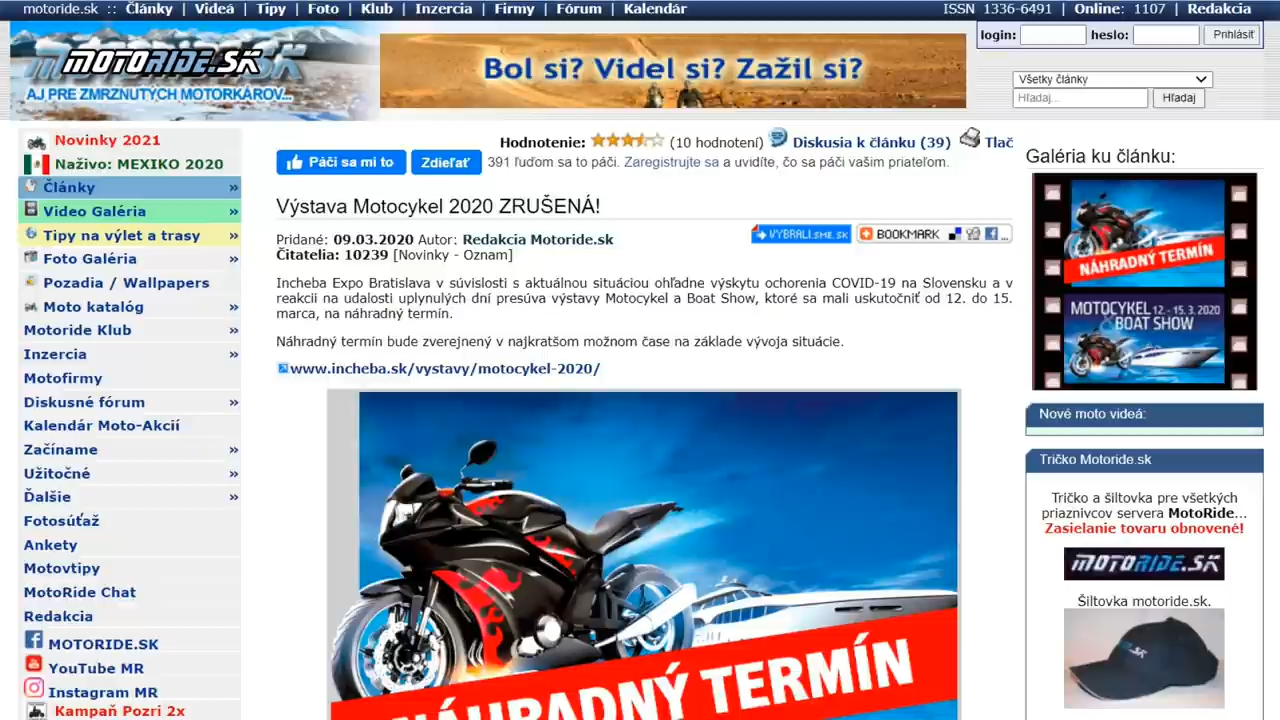 motoride.sk :: Články | Videá | Tipy | Foto | Klub | Inzercia | Firmy | Fórum | Kalendár
ISSN 1336-6491 | Online: 1107 | Redakcia
MOTORIDE.SK
AJ PRE ZMRZNUTÝCH MOTORKÁROV...
Bol si? Videl si? Zažil si?
login: heslo: Prihlásiť
Všetky články
Hľadaj... Hľadaj
Novinky 2021
Naživo: MEXIKO 2020
Články »
Video Galéria »
Tipy na výlet a trasy »
Foto Galéria »
Pozadia / Wallpapers
Moto katalóg »
Motoride Klub »
Inzercia »
Motofirmy
Diskusné fórum »
Kalendár Moto-Akcií
Začíname »
Užitočné »
Ďalšie »
Fotosúťaž
Ankety
Motovtipy
MotoRide Chat
Redakcia
MOTORIDE.SK
YouTube MR
Instagram MR
Kampaň Pozri 2x
Hodnotenie: (10 hodnotení) Diskusia k článku (39) Tlač
Páči sa mi to Zdieľať 391 ľuďom sa to páči. Zaregistrujte sa a uvidíte, čo sa páči vašim priateľom.
Výstava Motocykel 2020 ZRUŠENÁ!
Pridané: 09.03.2020 Autor: Redakcia Motoride.sk
VYBRALI.SME.SK BOOKMARK ...
Čitatelia: 10239 [Novinky - Oznam]
Incheba Expo Bratislava v súvislosti s aktuálnou situáciou ohľadne výskytu ochorenia COVID-19 na Slovensku a v
reakcii na udalosti uplynulých dní presúva výstavy Motocykel a Boat Show, ktoré sa mali uskutočniť od 12. do 15.
marca, na náhradný termín.
Náhradný termín bude zverejnený v najkratšom možnom čase na základe vývoja situácie.
www.incheba.sk/vystavy/motocykel-2020/
NÁHRADNÝ TERMÍN
Galéria ku článku:
NÁHRADNÝ TERMÍN
MOTOCYKEL 12. - 15. 3. 2020
& BOAT SHOW
Nové moto videá:
Tričko Motoride.sk
Tričko a šiltovka pre všetkých
priaznivcov servera MotoRide...
Zasielanie tovaru obnovené!
MOTORIDE.SK
Šiltovka motoride.sk.